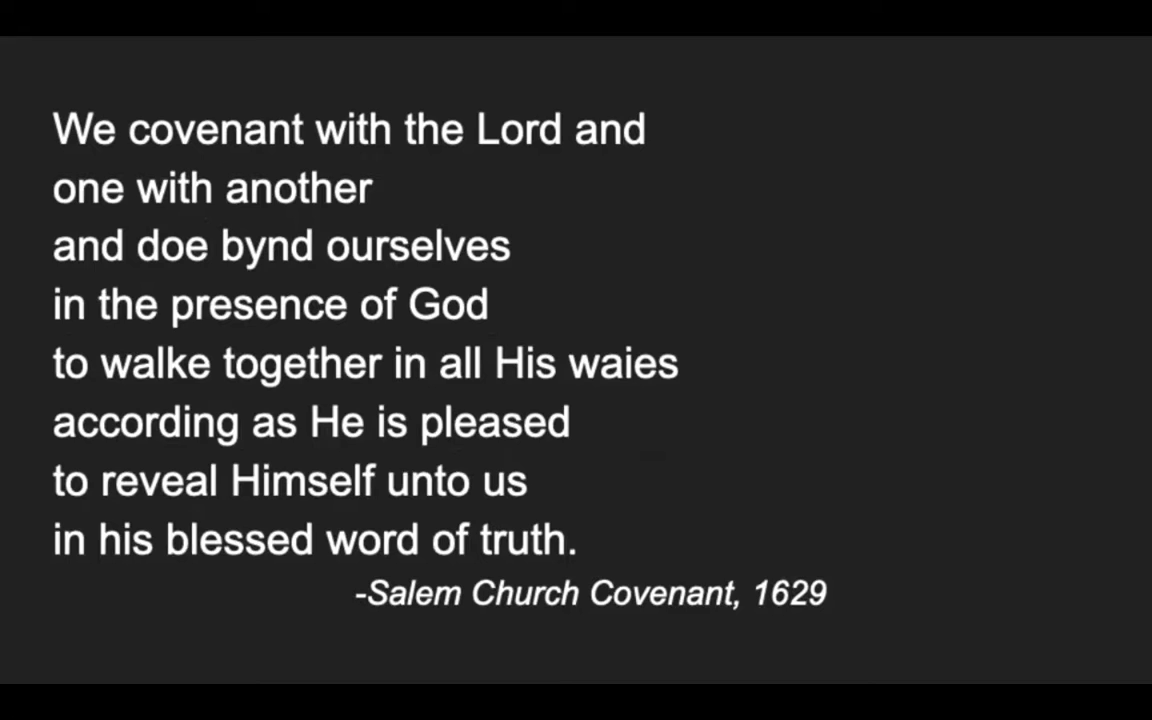 We covenant with the Lord and
one with another
and doe bynd ourselves
in the presence of God
to walke together in all His waies
according as He is pleased
to reveal Himself unto us
in his blessed word of truth.
-Salem Church Covenant, 1629